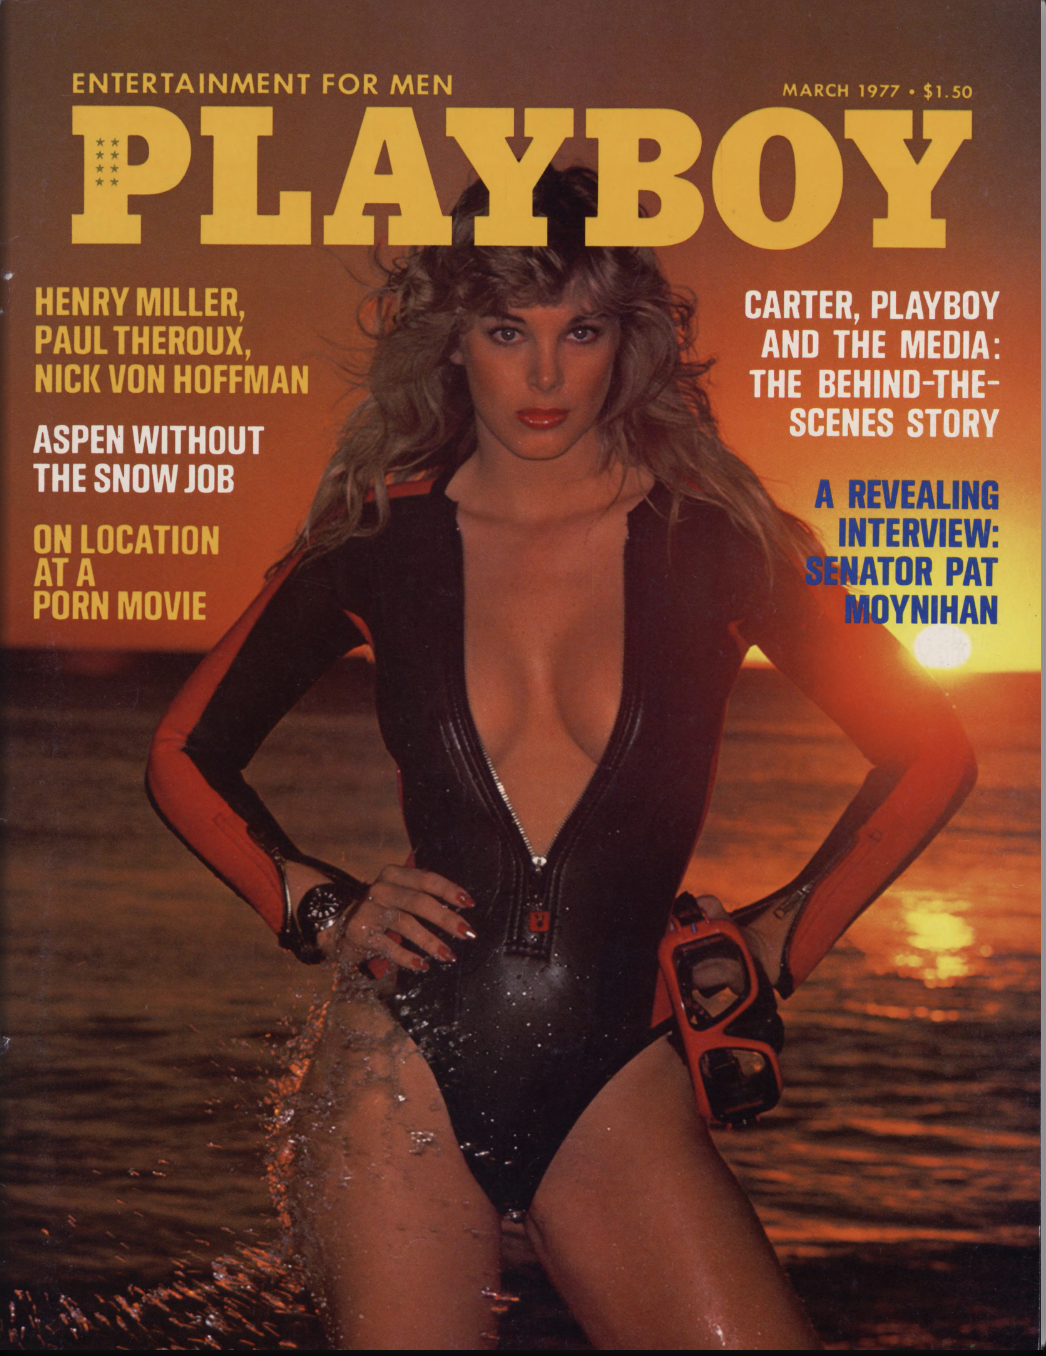 ENTERTAINMENT FOR MEN
MARCH 1977 • $1.50
PLAYBOY
HENRY MILLER,
PAUL THEROUX,
NICK VON HOFFMAN
ASPEN WITHOUT
THE SNOW JOB
ON LOCATION
AT A
PORN MOVIE
CARTER, PLAYBOY
AND THE MEDIA:
THE BEHIND-THE-
SCENES STORY
A REVEALING
INTERVIEW:
SENATOR PAT
MOYNIHAN